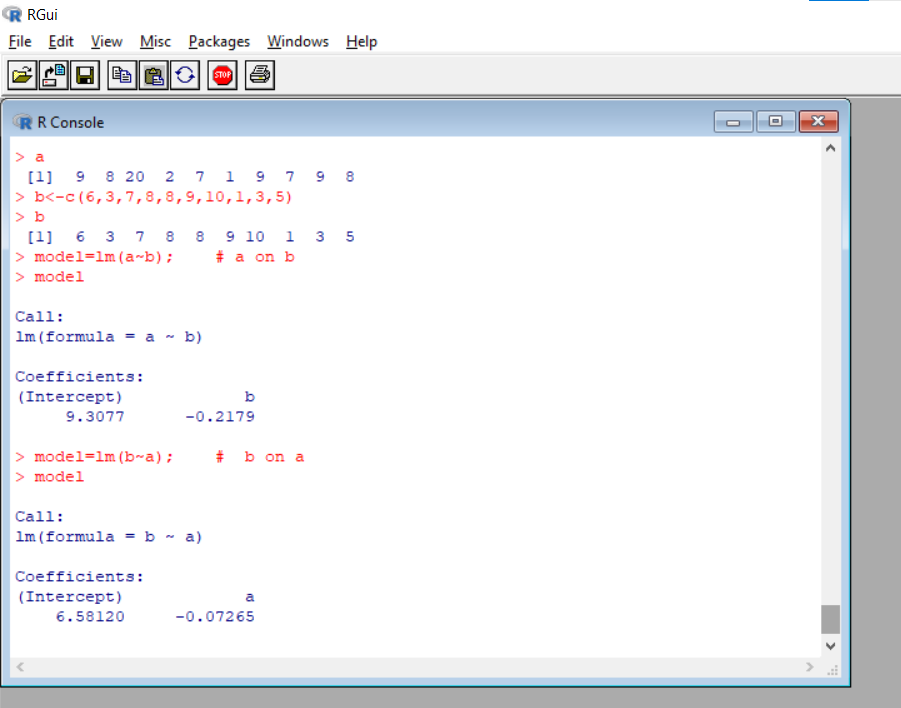 RGui
File Edit View Misc Packages Windows Help
STOP
R Console
> a
[1] 9 8 20 2 7 1 9 7 9 8
> b<-c(6,3,7,8,8,9,10,1,3,5)
> b
[1] 6 3 7 8 8 9 10 1 3 5
> model=lm(a~b); # a on b
> model
Call:
lm(formula = a ~ b)
Coefficients:
(Intercept) b
9.3077 -0.2179
> model=lm(b~a); # b on a
> model
Call:
lm(formula = b ~ a)
Coefficients:
(Intercept) a
6.58120 -0.07265